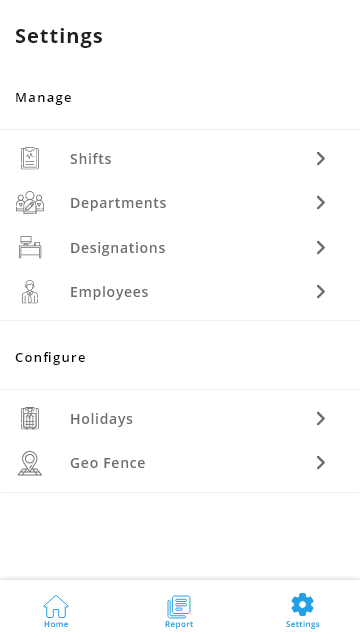 Settings
Manage
Shifts
Departments
Designations
Employees
Configure
Holidays
Geo Fence
Home
Report
Settings